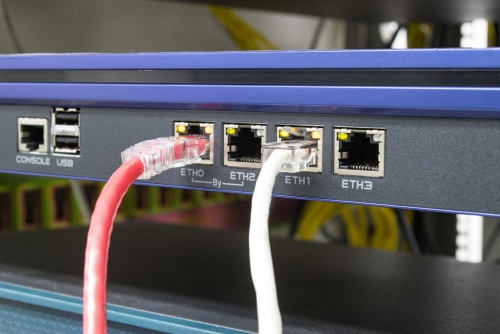 CONSOLE USB ETH0 ETH2 ETH1 ETH3
By